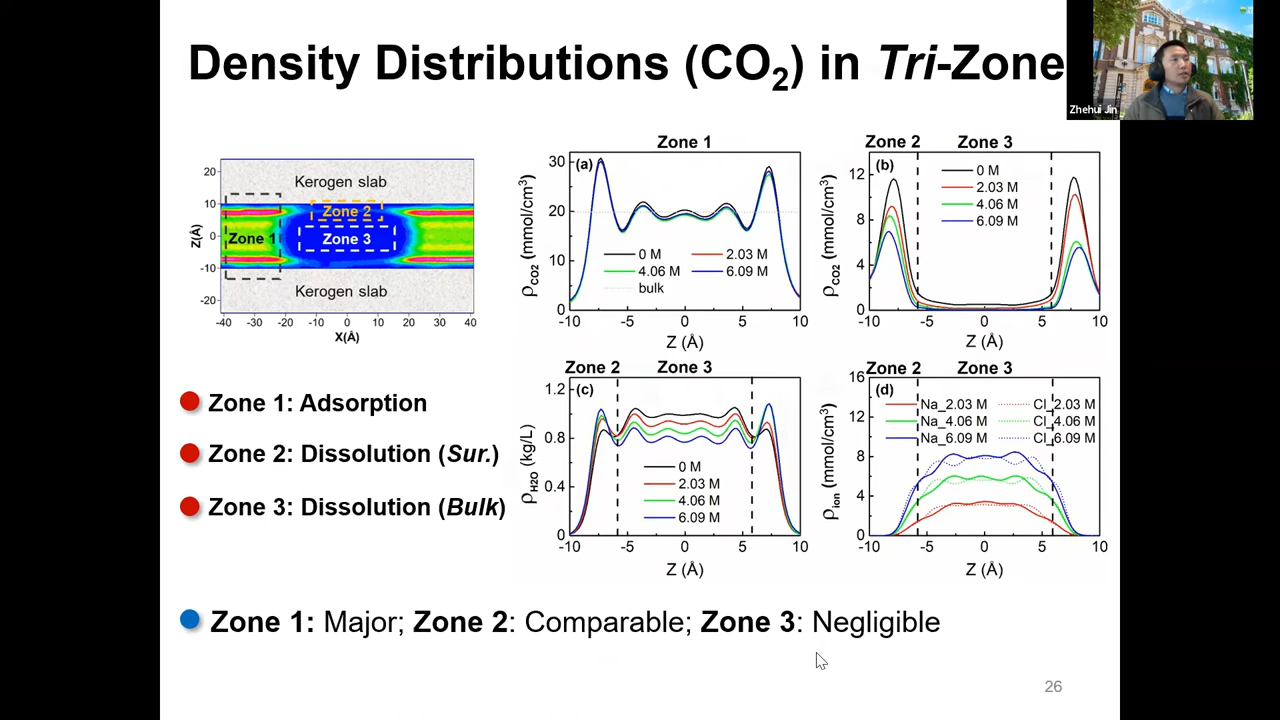 Density Distributions (CO2) in Tri-Zone
Zhehui Jin
Kerogen slab
Zone 2
Zone 1
Zone 3
Kerogen slab
Z(Å)
20
10
0
-10
-20
-40 -30 -20 -10 0 10 20 30 40
X(Å)
Zone 1
(a)
ρCO2 (mmol/cm3)
30
20
10
0
0 M
2.03 M
4.06 M
6.09 M
bulk
-10 -5 0 5 10
Z (Å)
Zone 2 Zone 3
(b)
ρCO2 (mmol/cm3)
12
8
4
0
0 M
2.03 M
4.06 M
6.09 M
-10 -5 0 5 10
Z (Å)
Zone 2 Zone 3
(c)
ρH2O (kg/L)
1.2
0.8
0.4
0
0 M
2.03 M
4.06 M
6.09 M
-10 -5 0 5 10
Z (Å)
Zone 2 Zone 3
(d)
ρion (mmol/cm3)
16
12
8
4
0
Na_2.03 M Cl_2.03 M
Na_4.06 M Cl_4.06 M
Na_6.09 M Cl_6.09 M
-10 -5 0 5 10
Z (Å)
Zone 1: Adsorption
Zone 2: Dissolution (Sur.)
Zone 3: Dissolution (Bulk)
Zone 1: Major; Zone 2: Comparable; Zone 3: Negligible
26